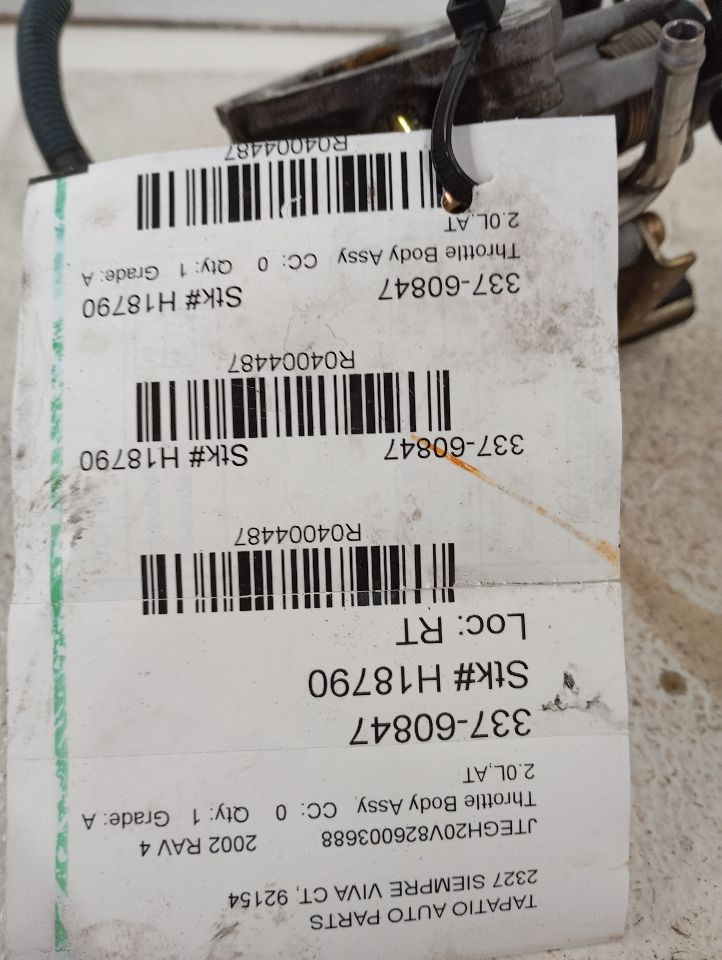 TAPATIO AUTO PARTS
2327 SIEMPRE VIVA CT, 92154
JTEGH20V826003688 2002 RAV 4
Throttle Body Assy CC: 0 Qty: 1 Grade: A
2.0L,AT
337-60847
Stk# H18790
Loc: RT
R04004487
337-60847 Stk# H18790
R04004487
337-60847 Stk# H18790
Throttle Body Assy CC: 0 Qty: 1 Grade: A
2.0L,AT
R04004487